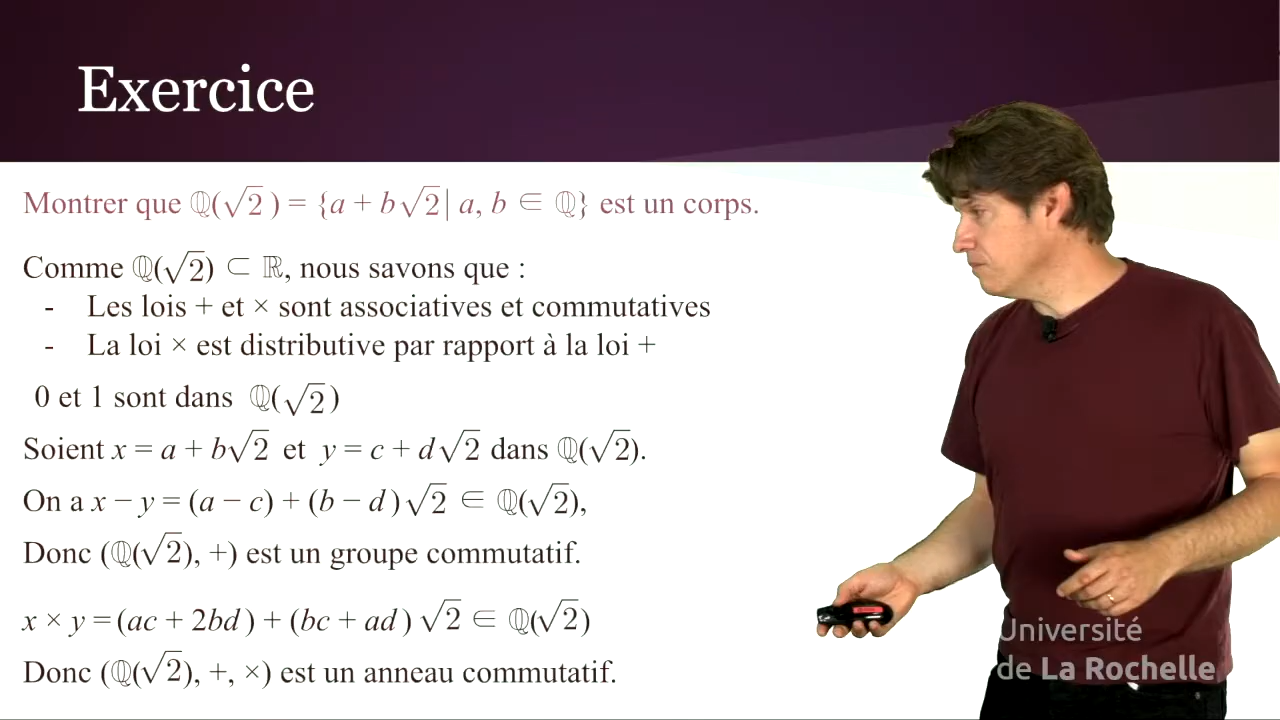 Exercice
Montrer que ℚ(√2) = {a + b√2 | a, b ∈ ℚ} est un corps.
Comme ℚ(√2) ⊂ ℝ, nous savons que :
- Les lois + et × sont associatives et commutatives
- La loi × est distributive par rapport à la loi +
0 et 1 sont dans ℚ(√2)
Soient x = a + b√2 et y = c + d√2 dans ℚ(√2).
On a x − y = (a − c) + (b − d)√2 ∈ ℚ(√2),
Donc (ℚ(√2), +) est un groupe commutatif.
x × y = (ac + 2bd) + (bc + ad)√2 ∈ ℚ(√2)
Donc (ℚ(√2), +, ×) est un anneau commutatif.
Université
de La Rochelle